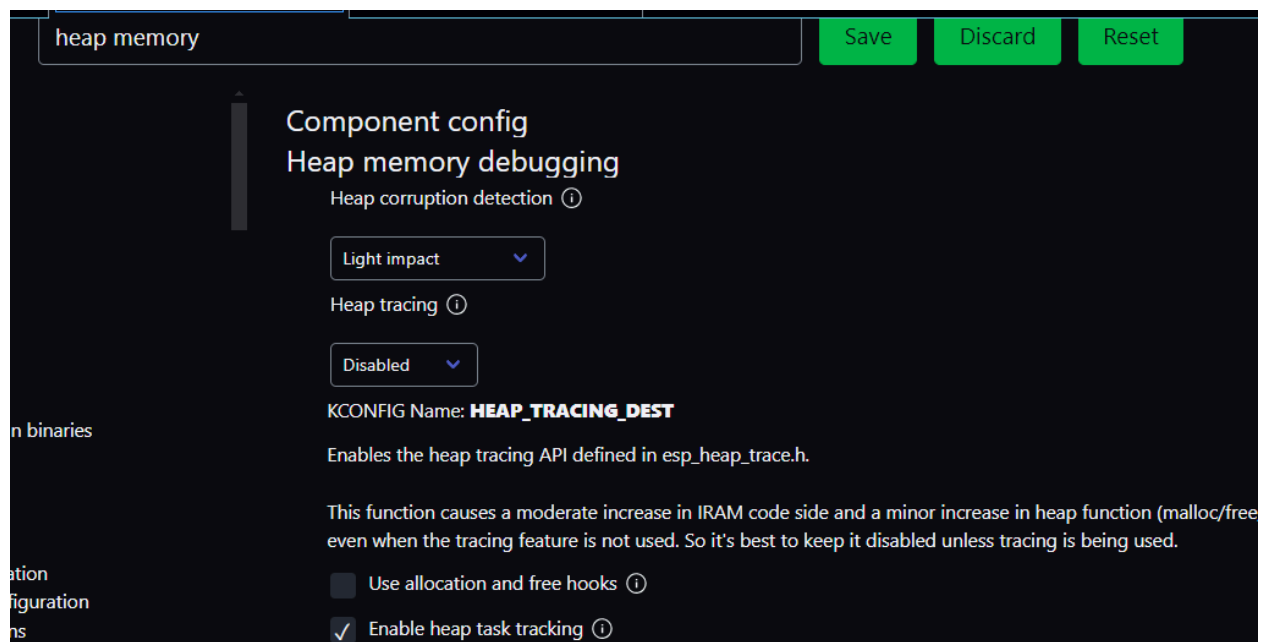 heap memory
Save
Discard
Reset
Component config
Heap memory debugging
Heap corruption detection
Light impact
Heap tracing
Disabled
KCONFIG Name: HEAP_TRACING_DEST
Enables the heap tracing API defined in esp_heap_trace.h.
This function causes a moderate increase in IRAM code side and a minor increase in heap function (malloc/free
even when the tracing feature is not used. So it's best to keep it disabled unless tracing is being used.
Use allocation and free hooks
Enable heap task tracking
n binaries
ation
figuration
ns